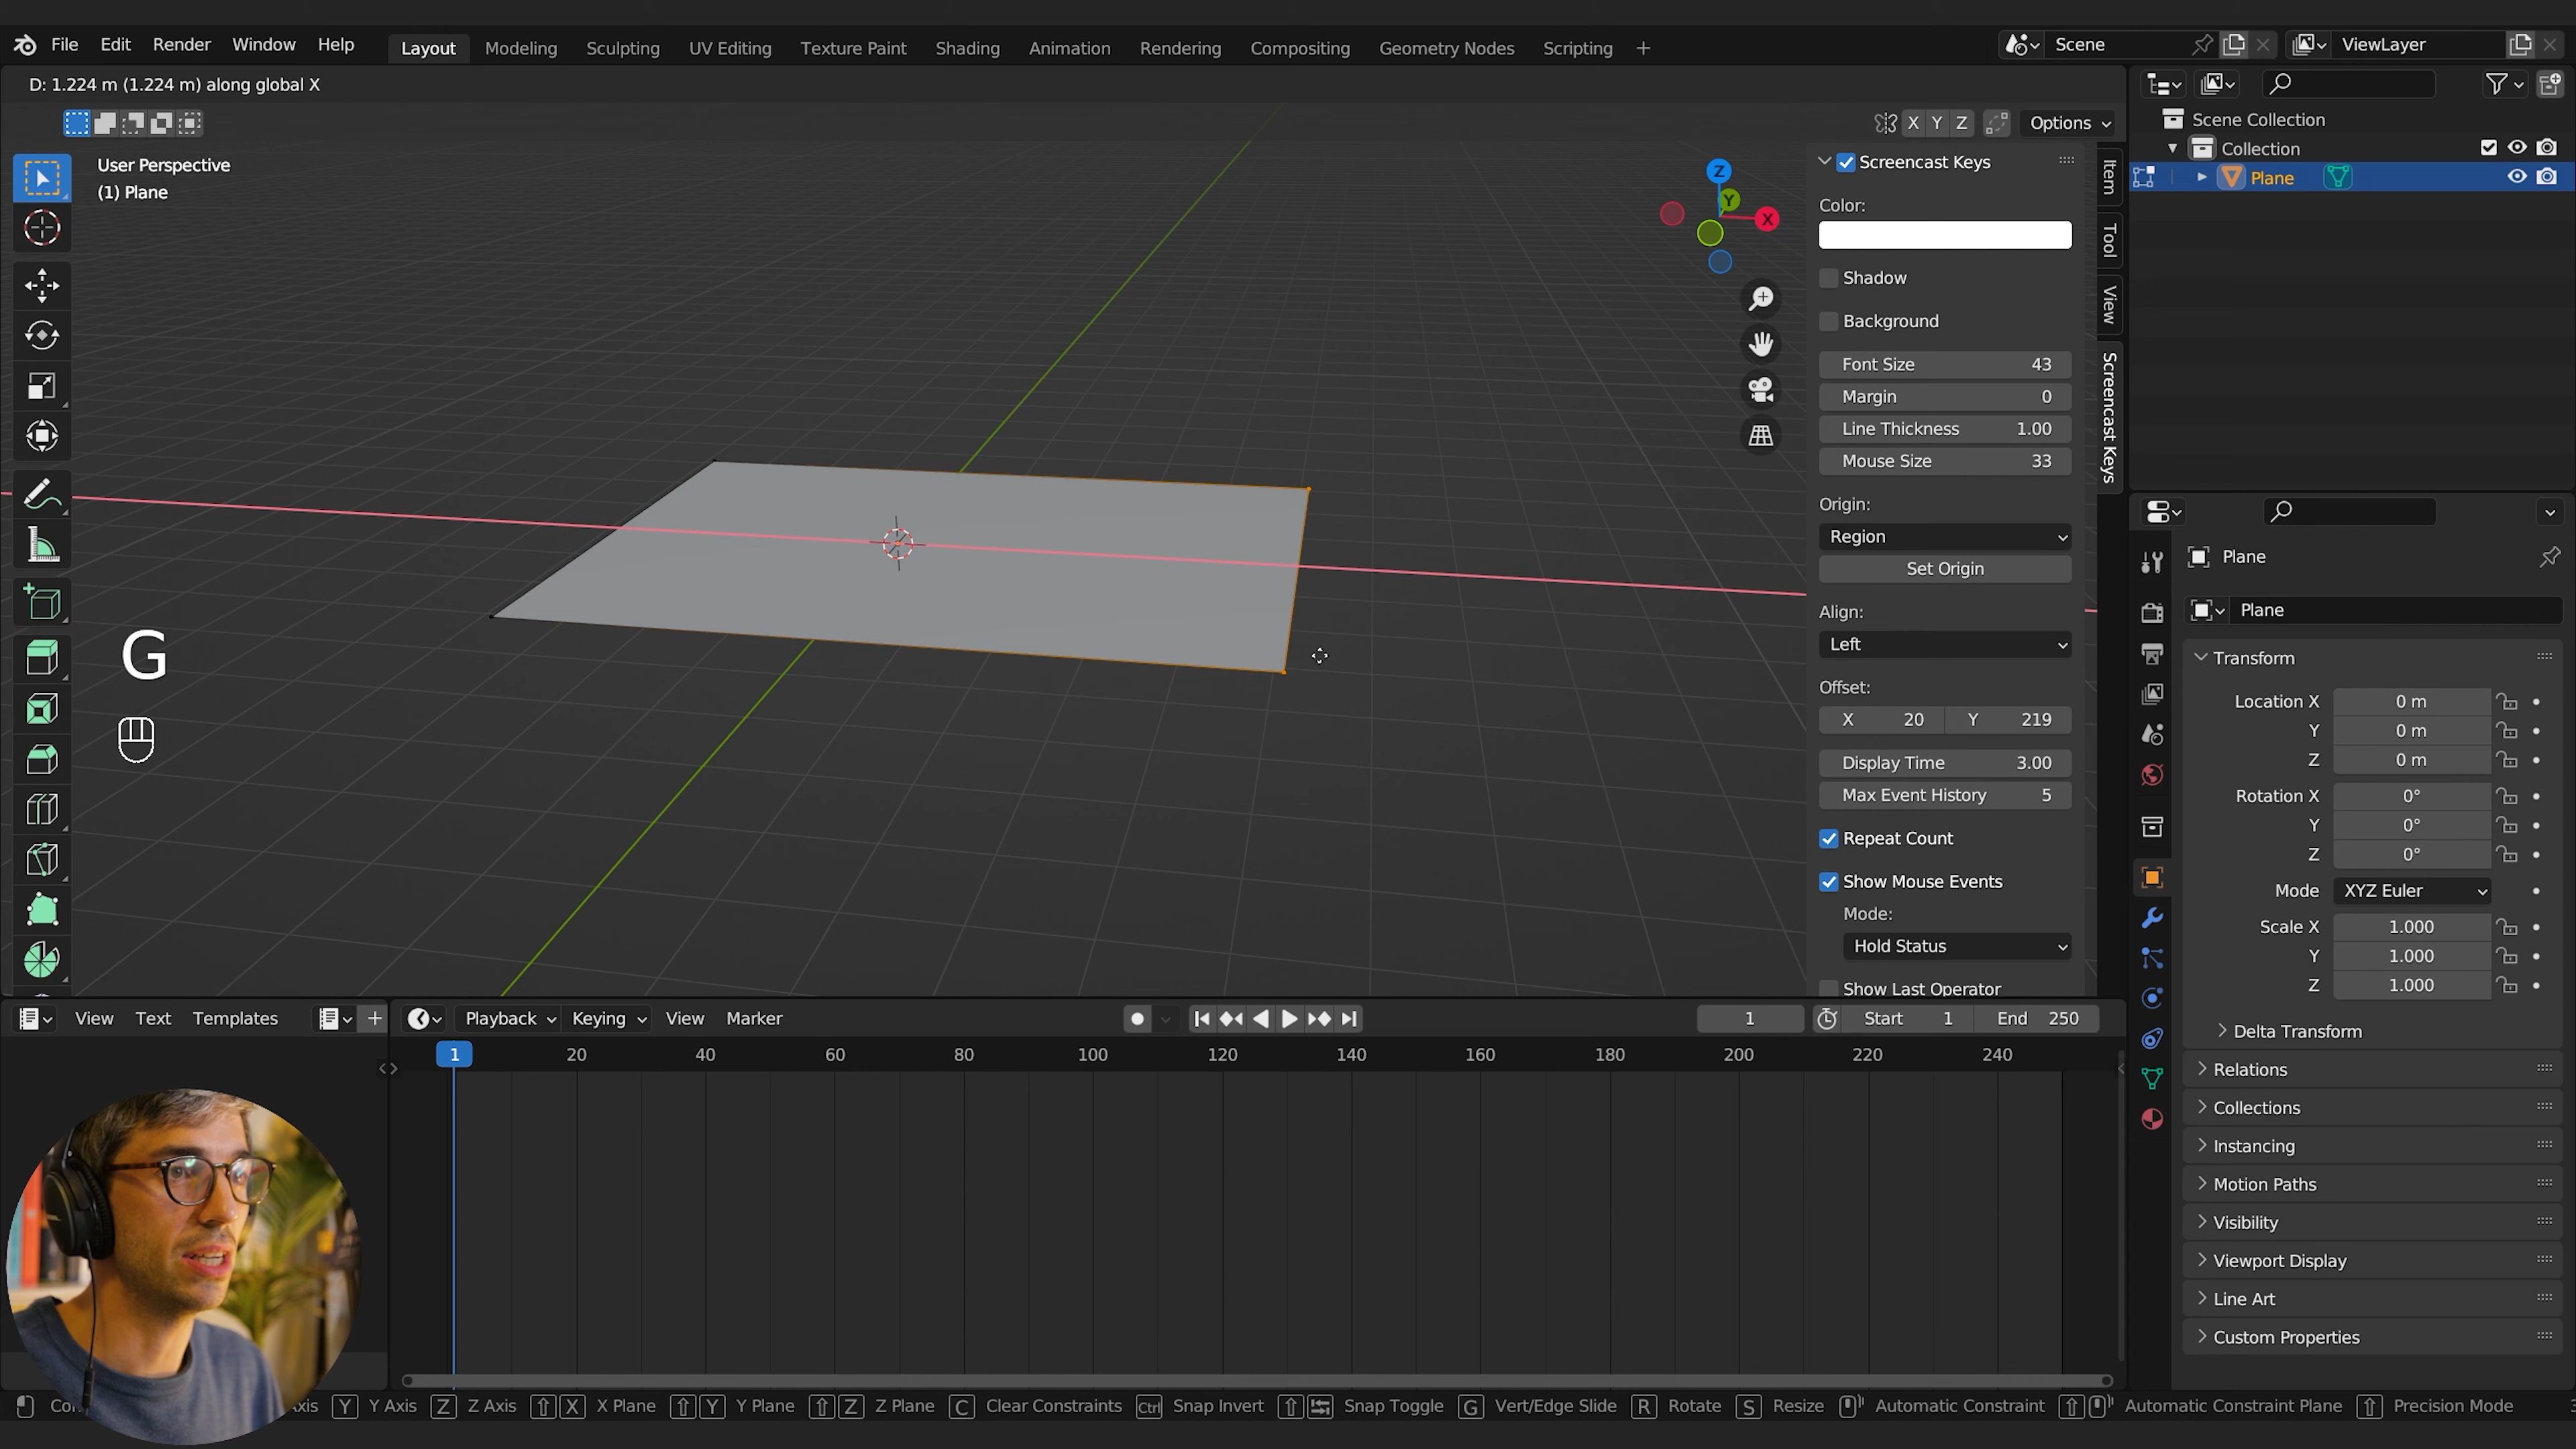 File Edit Render Window Help Layout Modeling Sculpting UV Editing Texture Paint Shading Animation Rendering Compositing Geometry Nodes Scripting + Scene ViewLayer
D: 1.224 m (1.224 m) along global X
X Y Z Options
User Perspective
(1) Plane
Z
Y
X
Screencast Keys
Color:
Shadow
Background
Font Size 43
Margin 0
Line Thickness 1.00
Mouse Size 33
Origin:
Region
Set Origin
Align:
Left
Offset:
X 20 Y 219
Display Time 3.00
Max Event History 5
Repeat Count
Show Mouse Events
Mode:
Hold Status
Show Last Operator
Item
Tool
View
Screencast Keys
G
Scene Collection
Collection
Plane
Plane
Plane
Transform
Location X 0 m
Y 0 m
Z 0 m
Rotation X 0°
Y 0°
Z 0°
Mode XYZ Euler
Scale X 1.000
Y 1.000
Z 1.000
Delta Transform
Relations
Collections
Instancing
Motion Paths
Visibility
Viewport Display
Line Art
Custom Properties
View Text Templates + Playback Keying View Marker 1 Start 1 End 250
1 20 40 60 80 100 120 140 160 180 200 220 240
Y Y Axis Z Z Axis X X Plane Y Y Plane Z Z Plane C Clear Constraints Ctrl Snap Invert Snap Toggle G Vert/Edge Slide R Rotate S Resize Automatic Constraint Automatic Constraint Plane Precision Mode